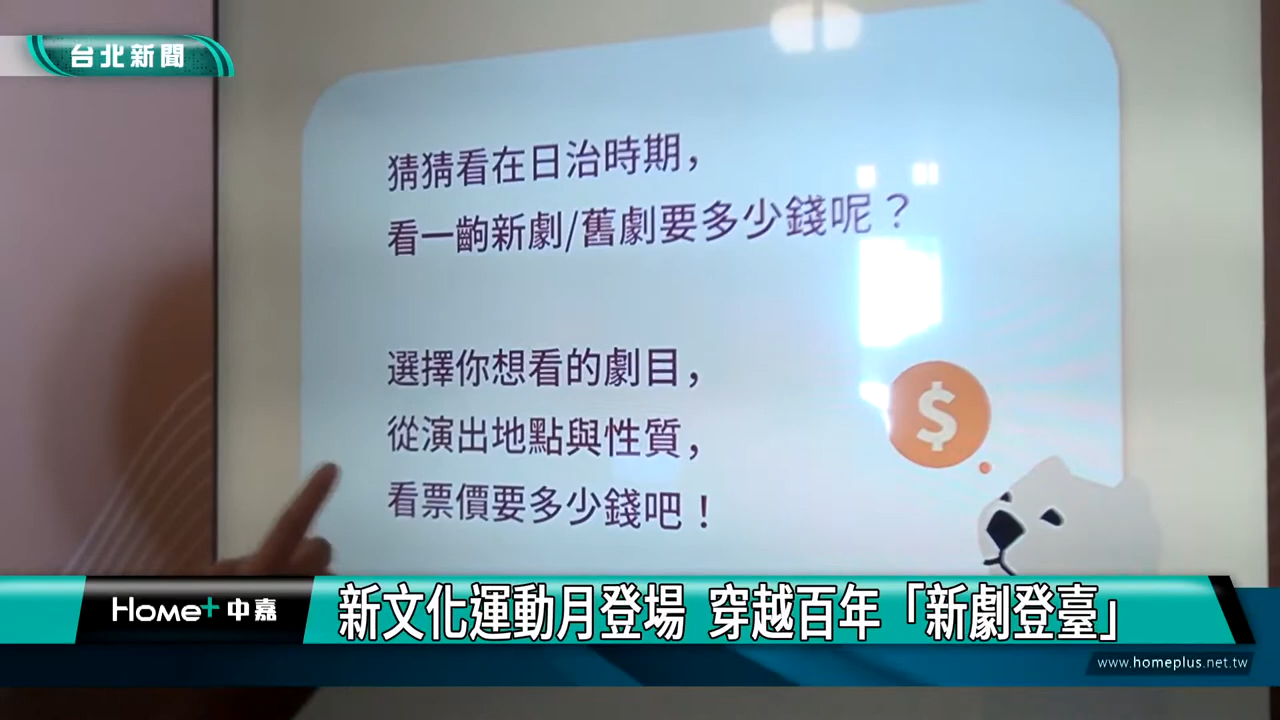 台北新聞
猜猜看在日治時期，
看一齣新劇/舊劇要多少錢呢？
選擇你想看的劇目，
從演出地點與性質，
看票價要多少錢吧！
$
Home+ 中嘉
新文化運動月登場 穿越百年「新劇登臺」
www.homeplus.net.tw